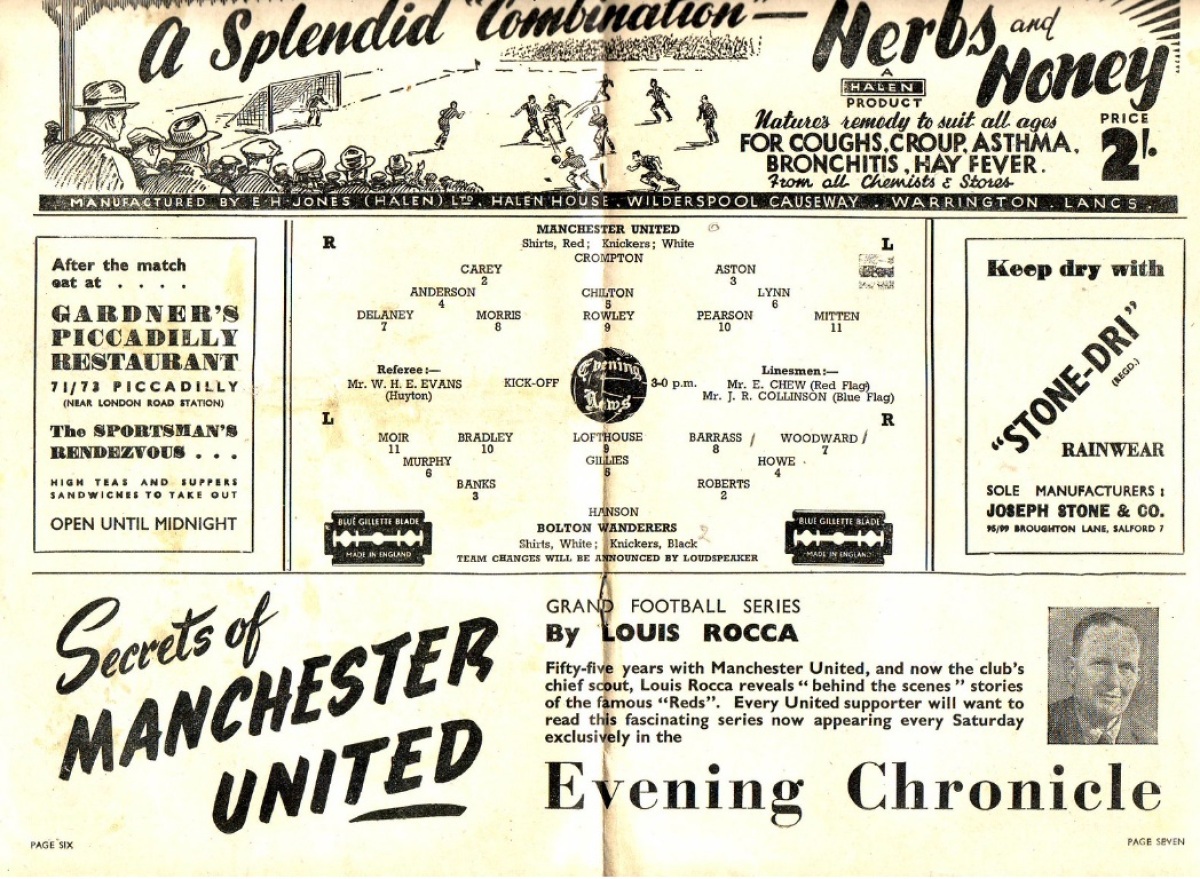 A Splendid "Combination"—
Herbs and Honey
A
HALEN
PRODUCT
Nature's remedy to suit all ages
FOR COUGHS, CROUP, ASTHMA,
BRONCHITIS, HAY FEVER.
From all Chemists & Stores
PRICE
2/-
MANUFACTURED BY E·H·JONES (HALEN) LTD. HALEN HOUSE. WILDERSPOOL CAUSEWAY. WARRINGTON. LANCS.
After the match
eat at . . . .
GARDNER'S
PICCADILLY
RESTAURANT
71/73 PICCADILLY
(NEAR LONDON ROAD STATION)
The SPORTSMAN'S
RENDEZVOUS . . .
HIGH TEAS AND SUPPERS
SANDWICHES TO TAKE OUT
OPEN UNTIL MIDNIGHT
MANCHESTER UNITED
R
Shirts, Red; Knickers; White
L
CROMPTON
CAREY ASTON
2 3
ANDERSON CHILTON LYNN
4 5 6
DELANEY MORRIS ROWLEY PEARSON MITTEN
7 8 9 10 11
Referee:—
Mr. W. H. E. EVANS
(Huyton)
KICK-OFF
Evening
News
3-0 p.m.
Linesmen:—
Mr. E. CHEW (Red Flag)
Mr. J. R. COLLINSON (Blue Flag)
L R
MOIR BRADLEY LOFTHOUSE BARRASS WOODWARD
11 10 9 8 7
MURPHY GILLIES HOWE
6 5 4
BANKS ROBERTS
3 2
HANSON
BOLTON WANDERERS
Shirts, White; Knickers, Black
TEAM CHANGES WILL BE ANNOUNCED BY LOUDSPEAKER
BLUE GILLETTE BLADE
MADE IN ENGLAND
BLUE GILLETTE BLADE
MADE IN ENGLAND
Keep dry with
"STONE-DRI"
(REGD.)
RAINWEAR
SOLE MANUFACTURERS:
JOSEPH STONE & CO.
95/99 BROUGHTON LANE, SALFORD 7
Secrets of
MANCHESTER
UNITED
GRAND FOOTBALL SERIES
By LOUIS ROCCA
Fifty-five years with Manchester United, and now the club's
chief scout, Louis Rocca reveals "behind the scenes" stories
of the famous "Reds". Every United supporter will want to
read this fascinating series now appearing every Saturday
exclusively in the
Evening Chronicle
PAGE SIX
PAGE SEVEN